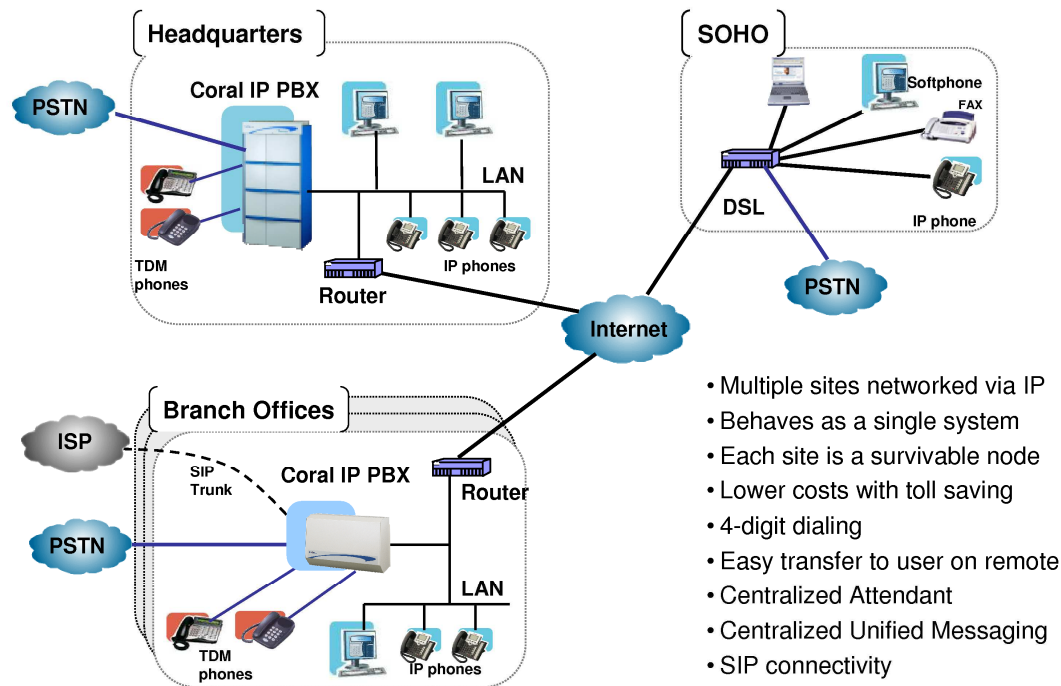 Headquarters
Coral IP PBX
PSTN
LAN
TDM
phones
IP phones
Router
SOHO
Softphone
FAX
DSL
IP phone
PSTN
Internet
Branch Offices
ISP
SIP
Trunk
Coral IP PBX
Router
PSTN
LAN
TDM
phones
IP phones
• Multiple sites networked via IP
• Behaves as a single system
• Each site is a survivable node
• Lower costs with toll saving
• 4-digit dialing
• Easy transfer to user on remote
• Centralized Attendant
• Centralized Unified Messaging
• SIP connectivity